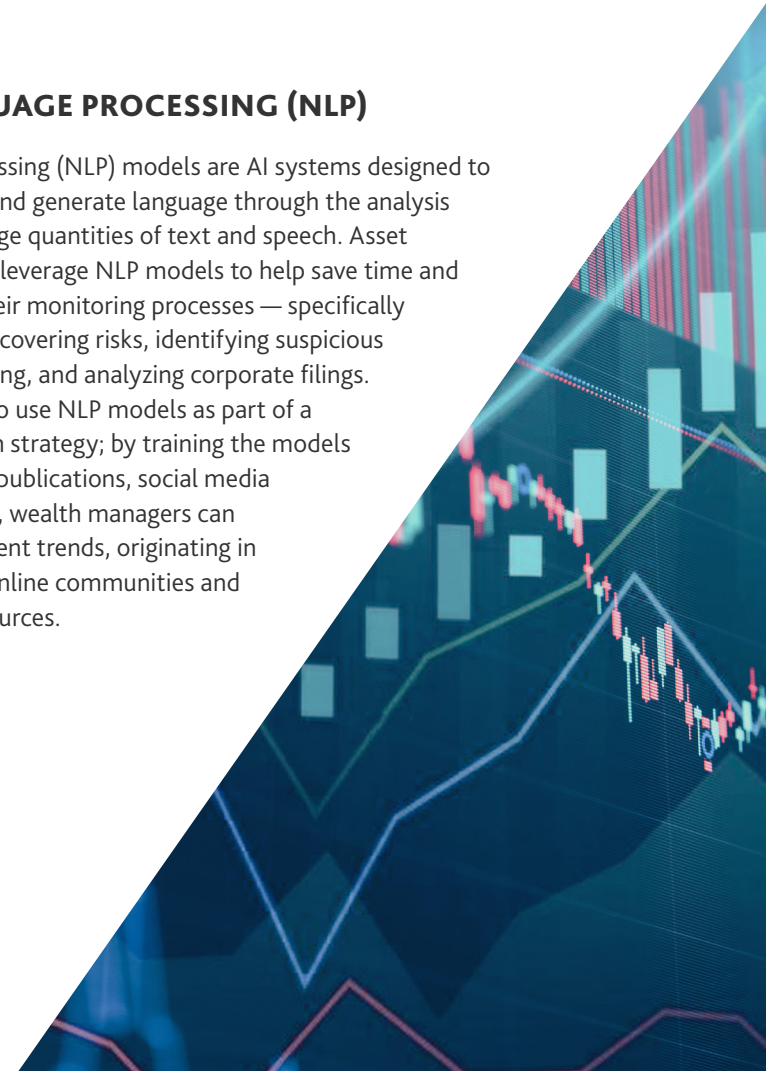 UAGE PROCESSING (NLP)
ssing (NLP) models are AI systems designed to
nd generate language through the analysis
ge quantities of text and speech. Asset
leverage NLP models to help save time and
eir monitoring processes — specifically
covering risks, identifying suspicious
ng, and analyzing corporate filings.
o use NLP models as part of a
n strategy; by training the models
publications, social media
, wealth managers can
ent trends, originating in
nline communities and
urces.